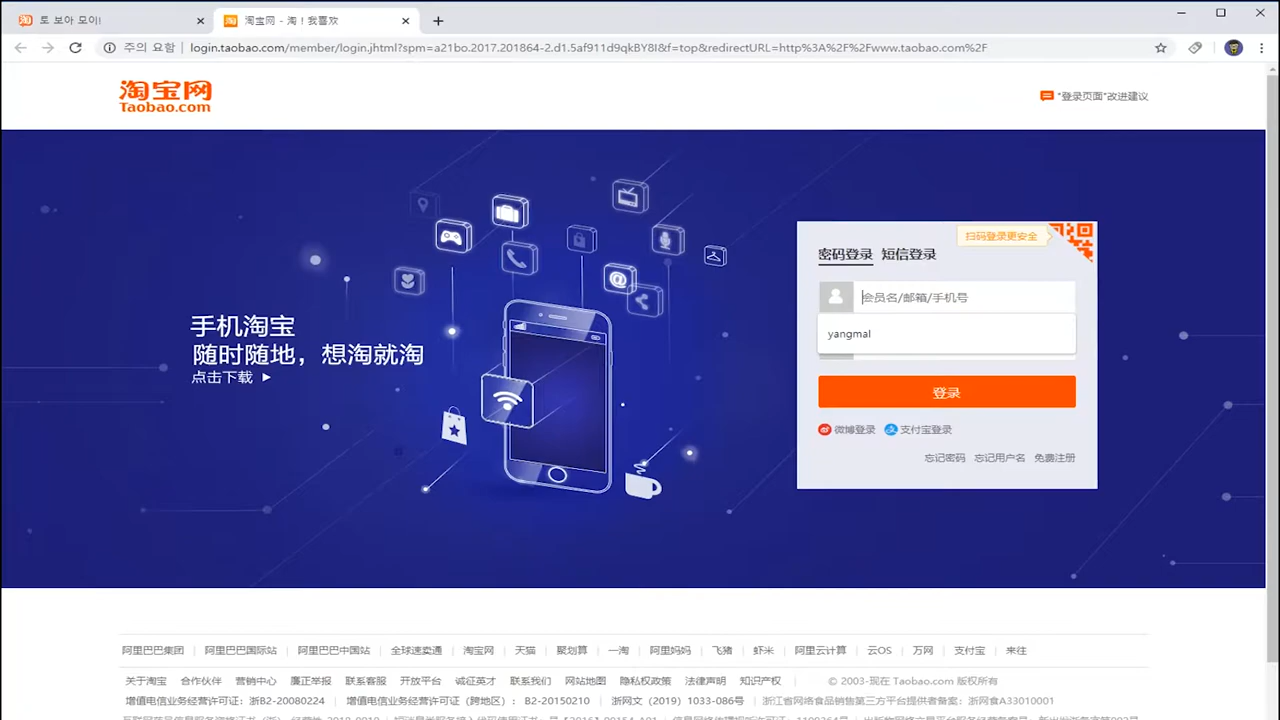 토 보아 모이!
淘宝网 - 淘！我喜欢
주의 요함
login.taobao.com/member/login.jhtml?spm=a21bo.2017.201864-2.d1.5af911d9qkBY8I&f=top&redirectURL=http%3A%2F%2Fwww.taobao.com%2F
淘宝网
Taobao.com
"登录页面"改进建议
手机淘宝
随时随地，想淘就淘
点击下载
扫码登录更安全
密码登录 短信登录
会员名/邮箱/手机号
yangmal
登录
微博登录 支付宝登录
忘记密码 忘记用户名 免费注册
阿里巴巴集团 | 阿里巴巴国际站 | 阿里巴巴中国站 | 全球速卖通 | 淘宝网 | 天猫 | 聚划算 | 一淘 | 阿里妈妈 | 飞猪 | 虾米 | 阿里云计算 | 云OS | 万网 | 支付宝 | 来往
关于淘宝 合作伙伴 营销中心 廉正举报 联系客服 开放平台 诚征英才 联系我们 网站地图 隐私权政策 法律声明 知识产权 | © 2003-现在 Taobao.com 版权所有
增值电信业务经营许可证：浙B2-20080224 | 增值电信业务经营许可证（跨地区）： B2-20150210 | 浙网文（2019）1033-086号 | 浙江省网络食品销售第三方平台提供者备案：浙网食A33010001